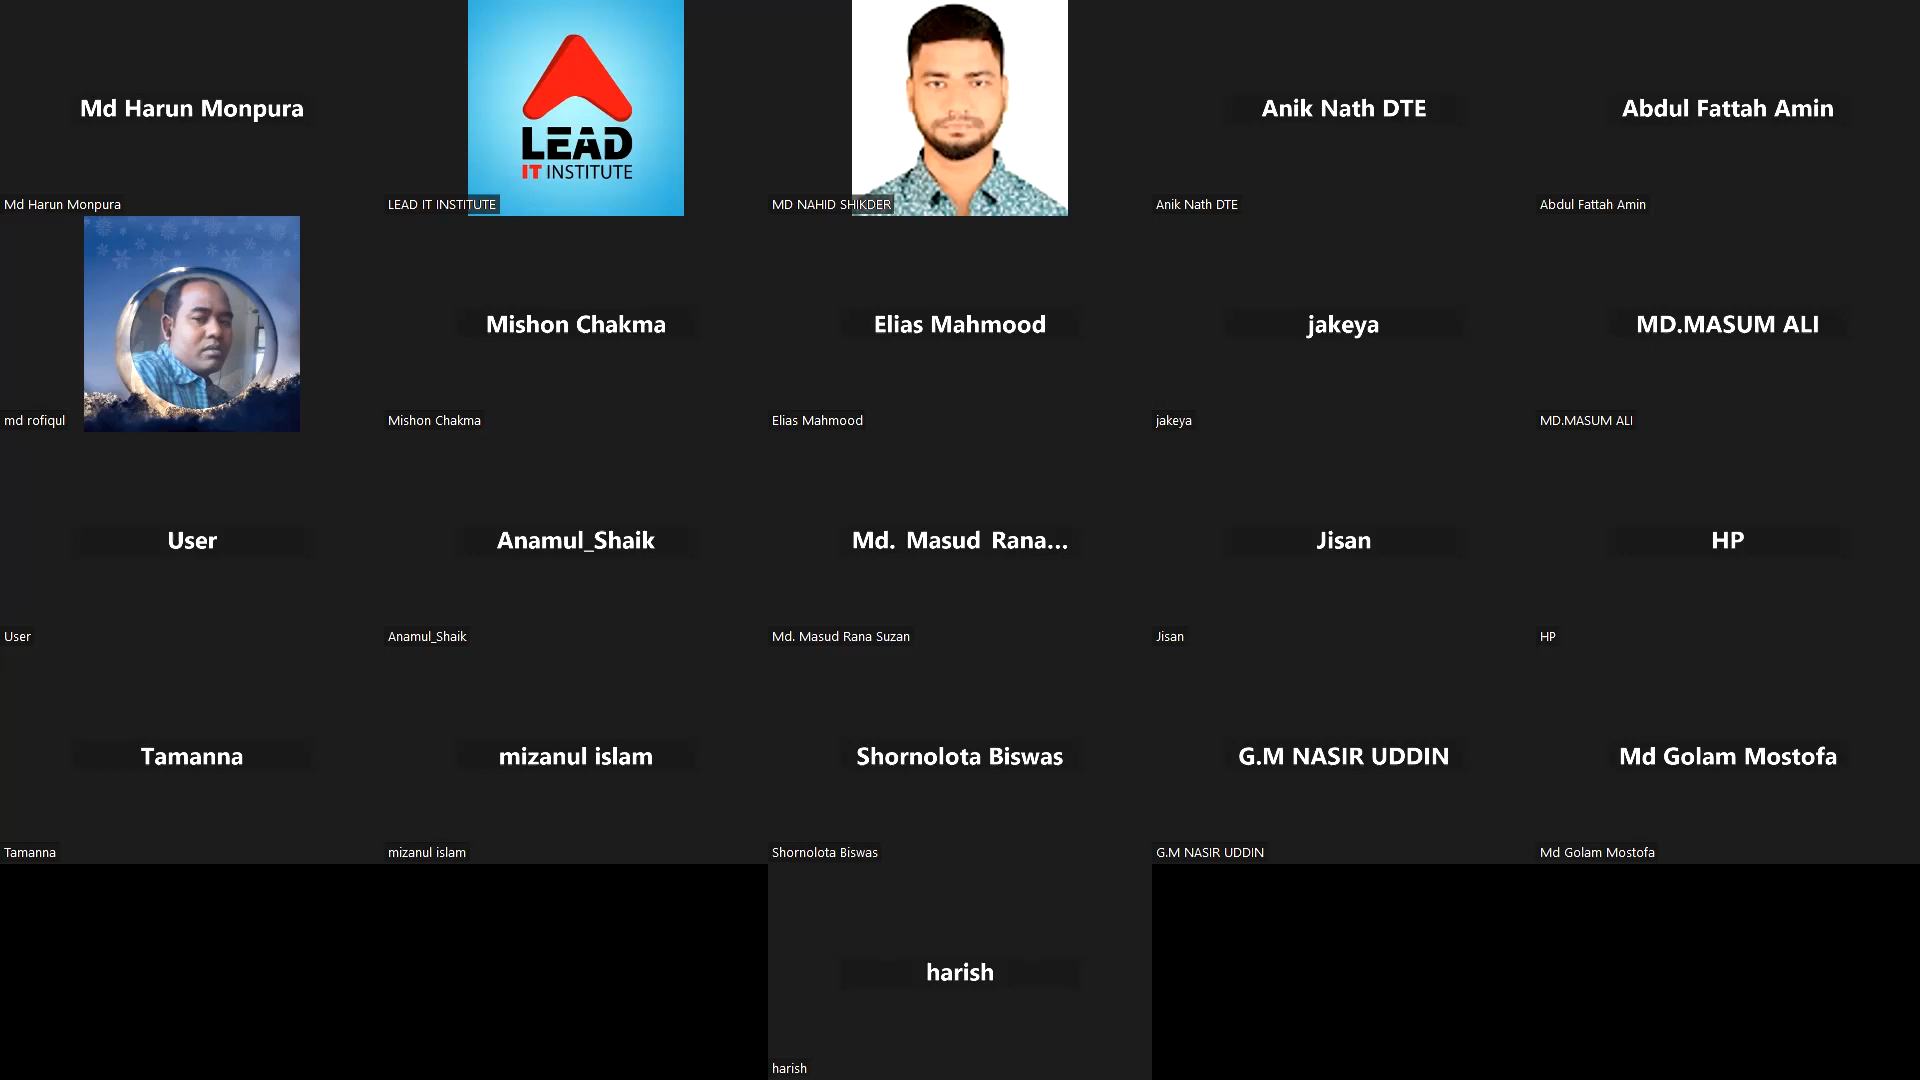 Md Harun Monpura
LEAD
IT INSTITUTE
Anik Nath DTE
Abdul Fattah Amin
Md Harun Monpura
LEAD IT INSTITUTE
MD NAHID SHIKDER
Anik Nath DTE
Abdul Fattah Amin
Mishon Chakma
Elias Mahmood
jakeya
MD.MASUM ALI
md rofiqul
Mishon Chakma
Elias Mahmood
jakeya
MD.MASUM ALI
User
Anamul_Shaik
Md. Masud Rana...
Jisan
HP
User
Anamul_Shaik
Md. Masud Rana Suzan
Jisan
HP
Tamanna
mizanul islam
Shornolota Biswas
G.M NASIR UDDIN
Md Golam Mostofa
Tamanna
mizanul islam
Shornolota Biswas
G.M NASIR UDDIN
Md Golam Mostofa
harish
harish